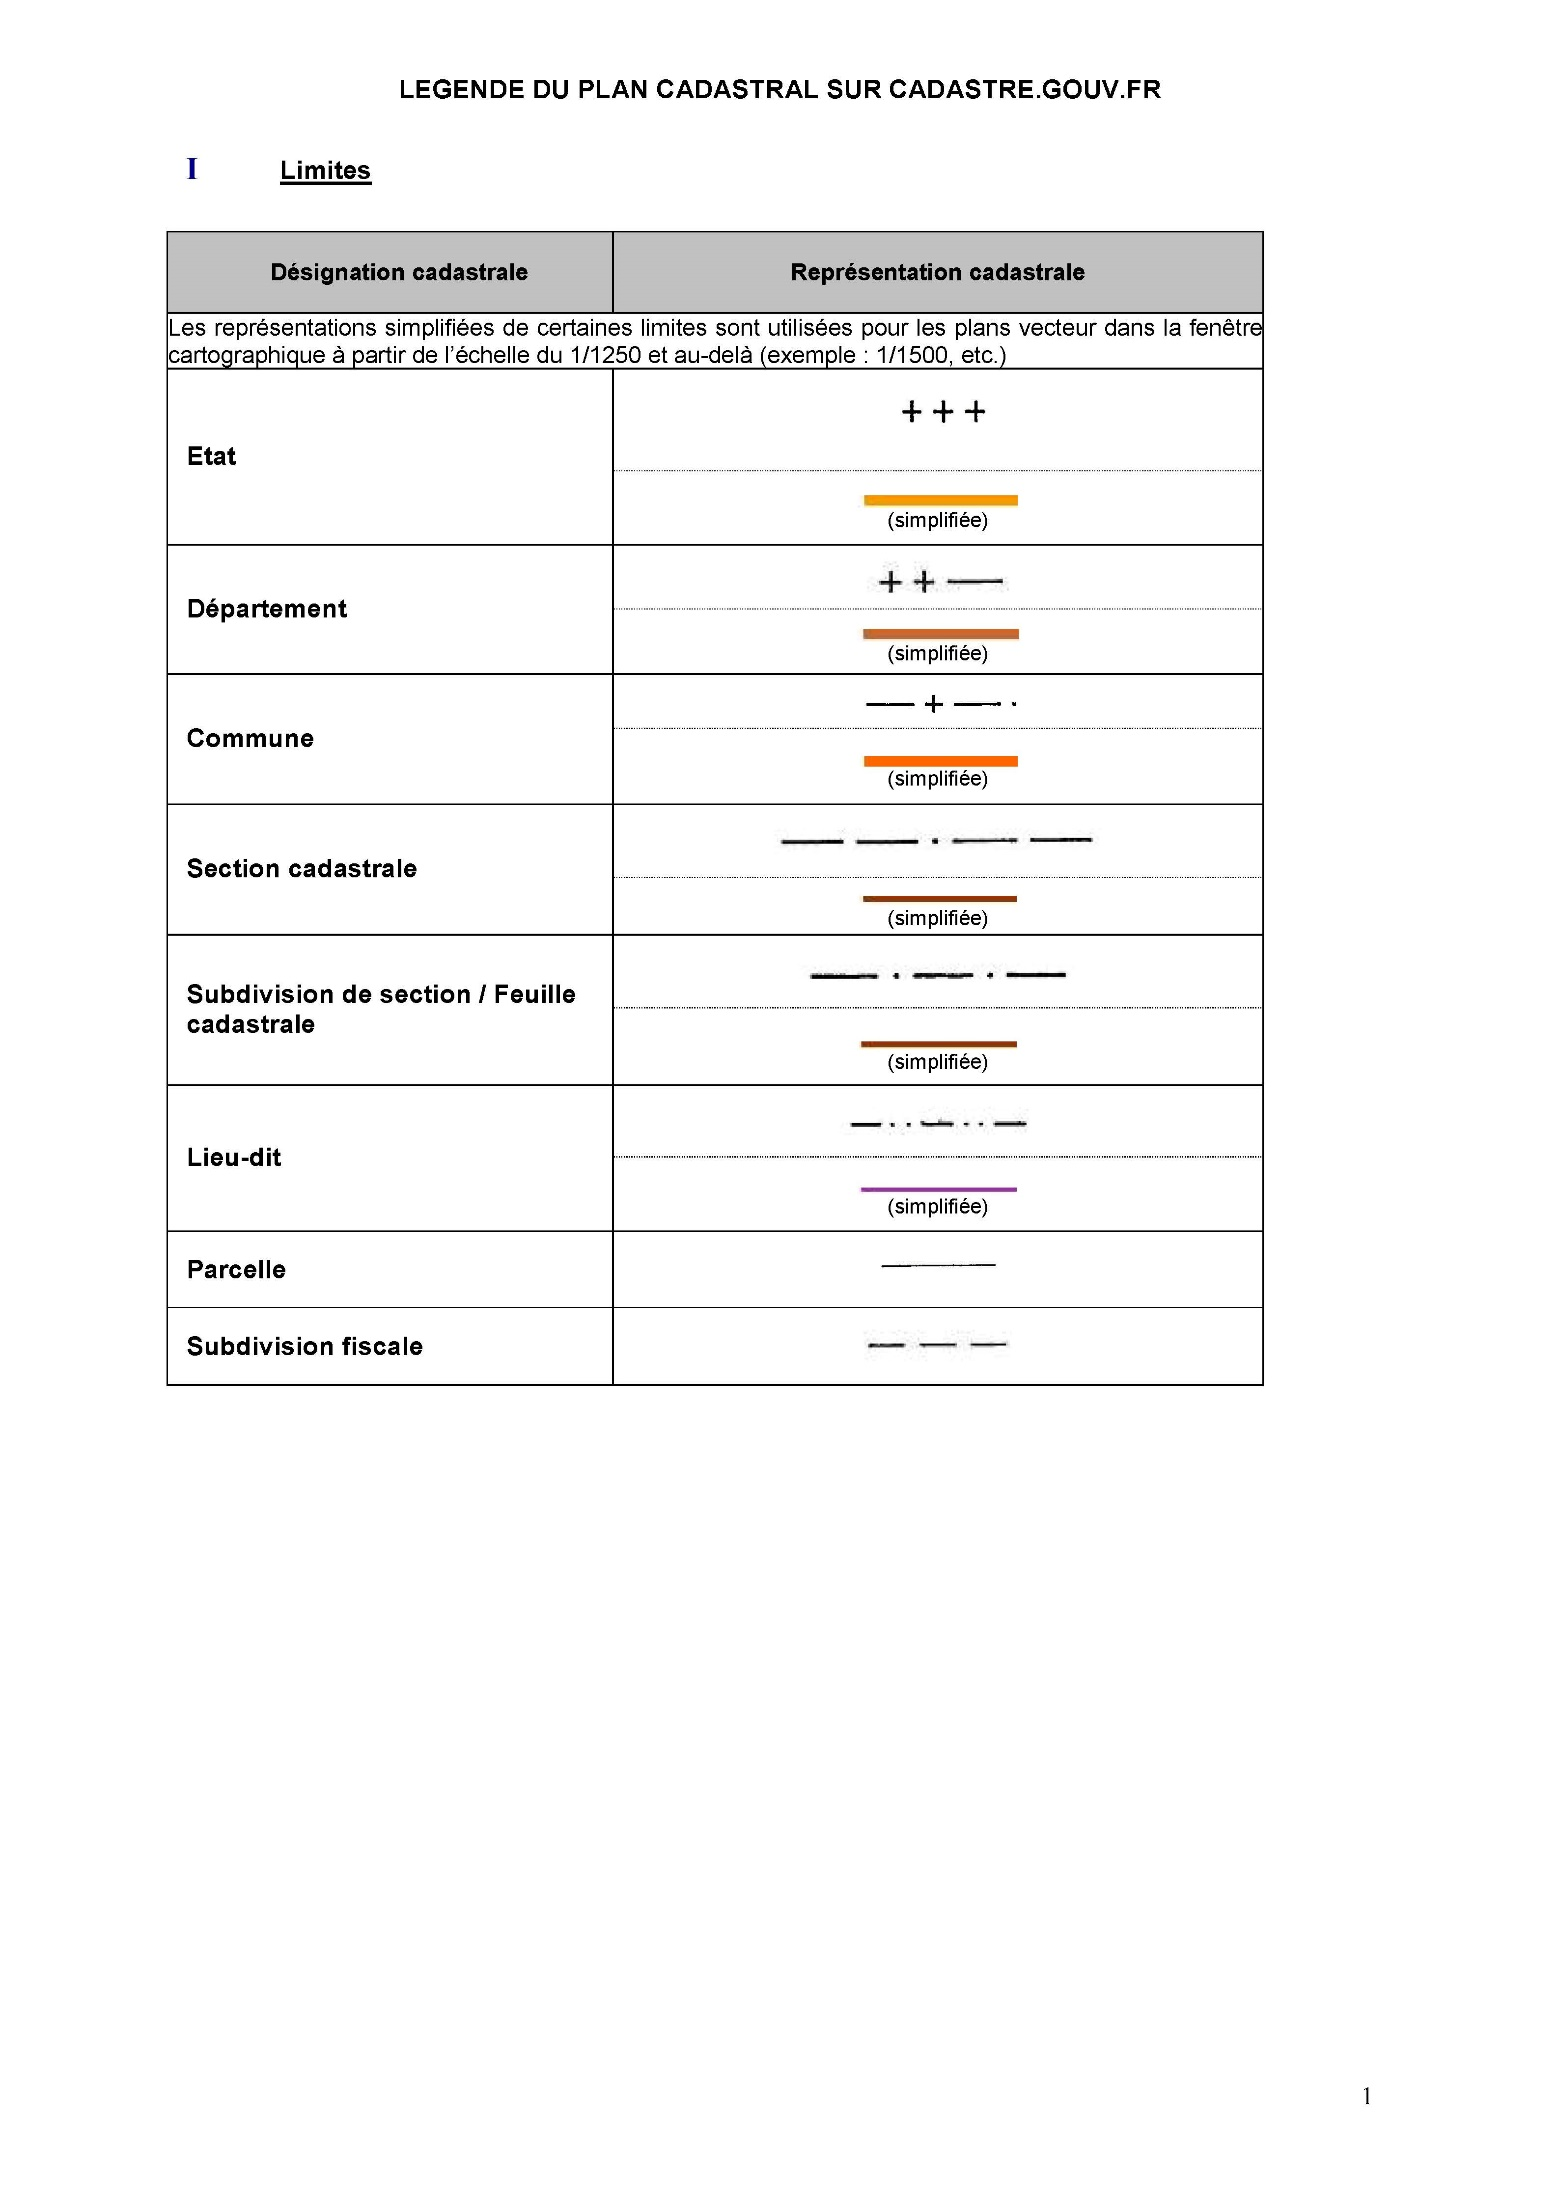 LEGENDE DU PLAN CADASTRAL SUR CADASTRE.GOUV.FR
I Limites
Désignation cadastrale
Représentation cadastrale
Les représentations simplifiées de certaines limites sont utilisées pour les plans vecteur dans la fenêtre
cartographique à partir de l’échelle du 1/1250 et au-delà (exemple : 1/1500, etc.)
Etat
(simplifiée)
Département
(simplifiée)
Commune
(simplifiée)
Section cadastrale
(simplifiée)
Subdivision de section / Feuille
cadastrale
(simplifiée)
Lieu-dit
(simplifiée)
Parcelle
Subdivision fiscale
1